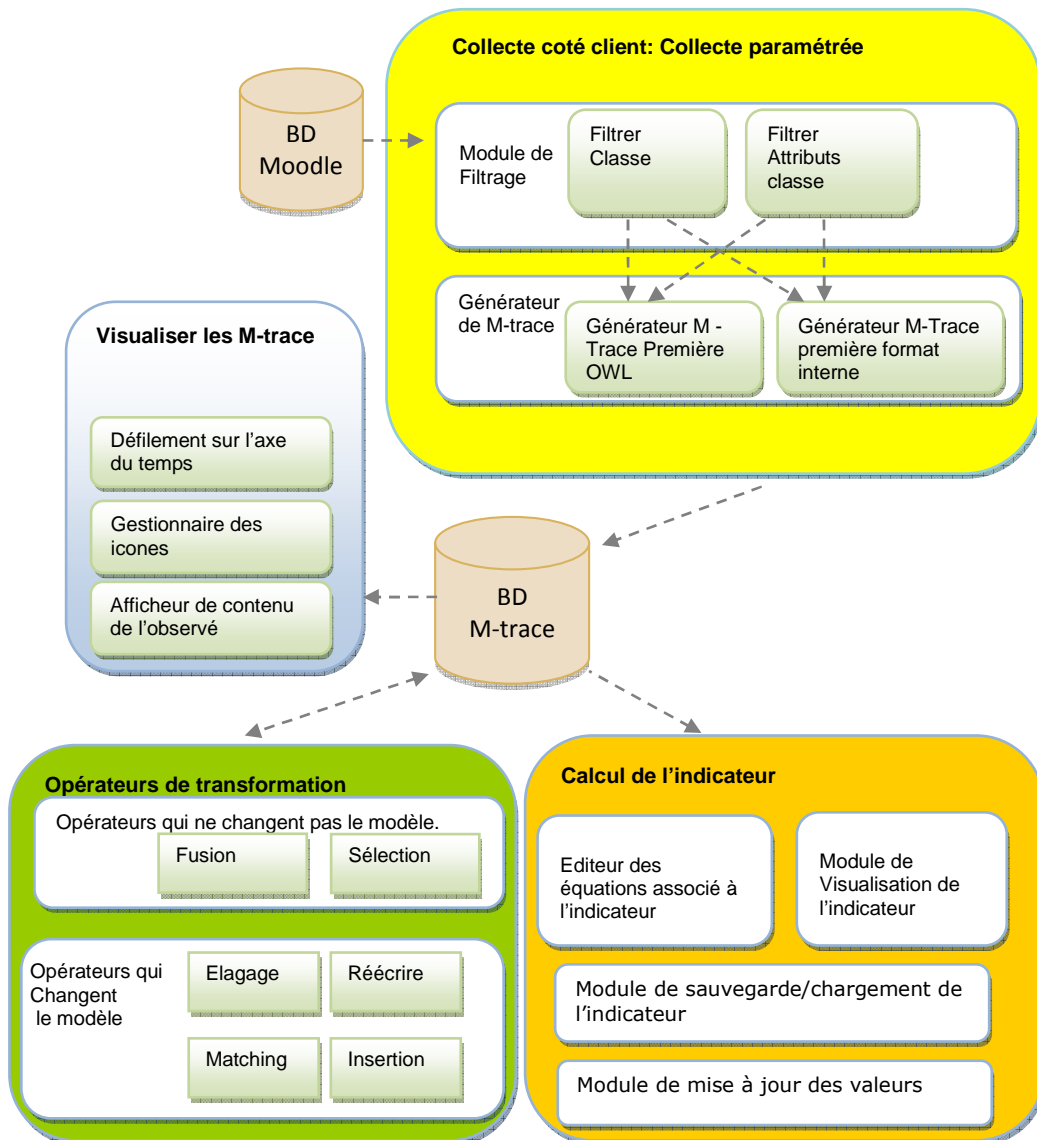 Collecte coté client: Collecte paramétrée
BD
Moodle
Module de
Filtrage
Filtrer
Classe
Filtrer
Attributs
classe
Générateur
de M-trace
Générateur M -
Trace Première
OWL
Générateur M-Trace
première format
interne
Visualiser les M-trace
Défilement sur l’axe
du temps
Gestionnaire des
icones
Afficheur de contenu
de l’observé
BD
M-trace
Opérateurs de transformation
Opérateurs qui ne changent pas le modèle.
Fusion
Sélection
Opérateurs qui
Changent
le modèle
Elagage
Réécrire
Matching
Insertion
Calcul de l’indicateur
Editeur des
équations associé à
l’indicateur
Module de
Visualisation de
l’indicateur
Module de sauvegarde/chargement de
l’indicateur
Module de mise à jour des valeurs